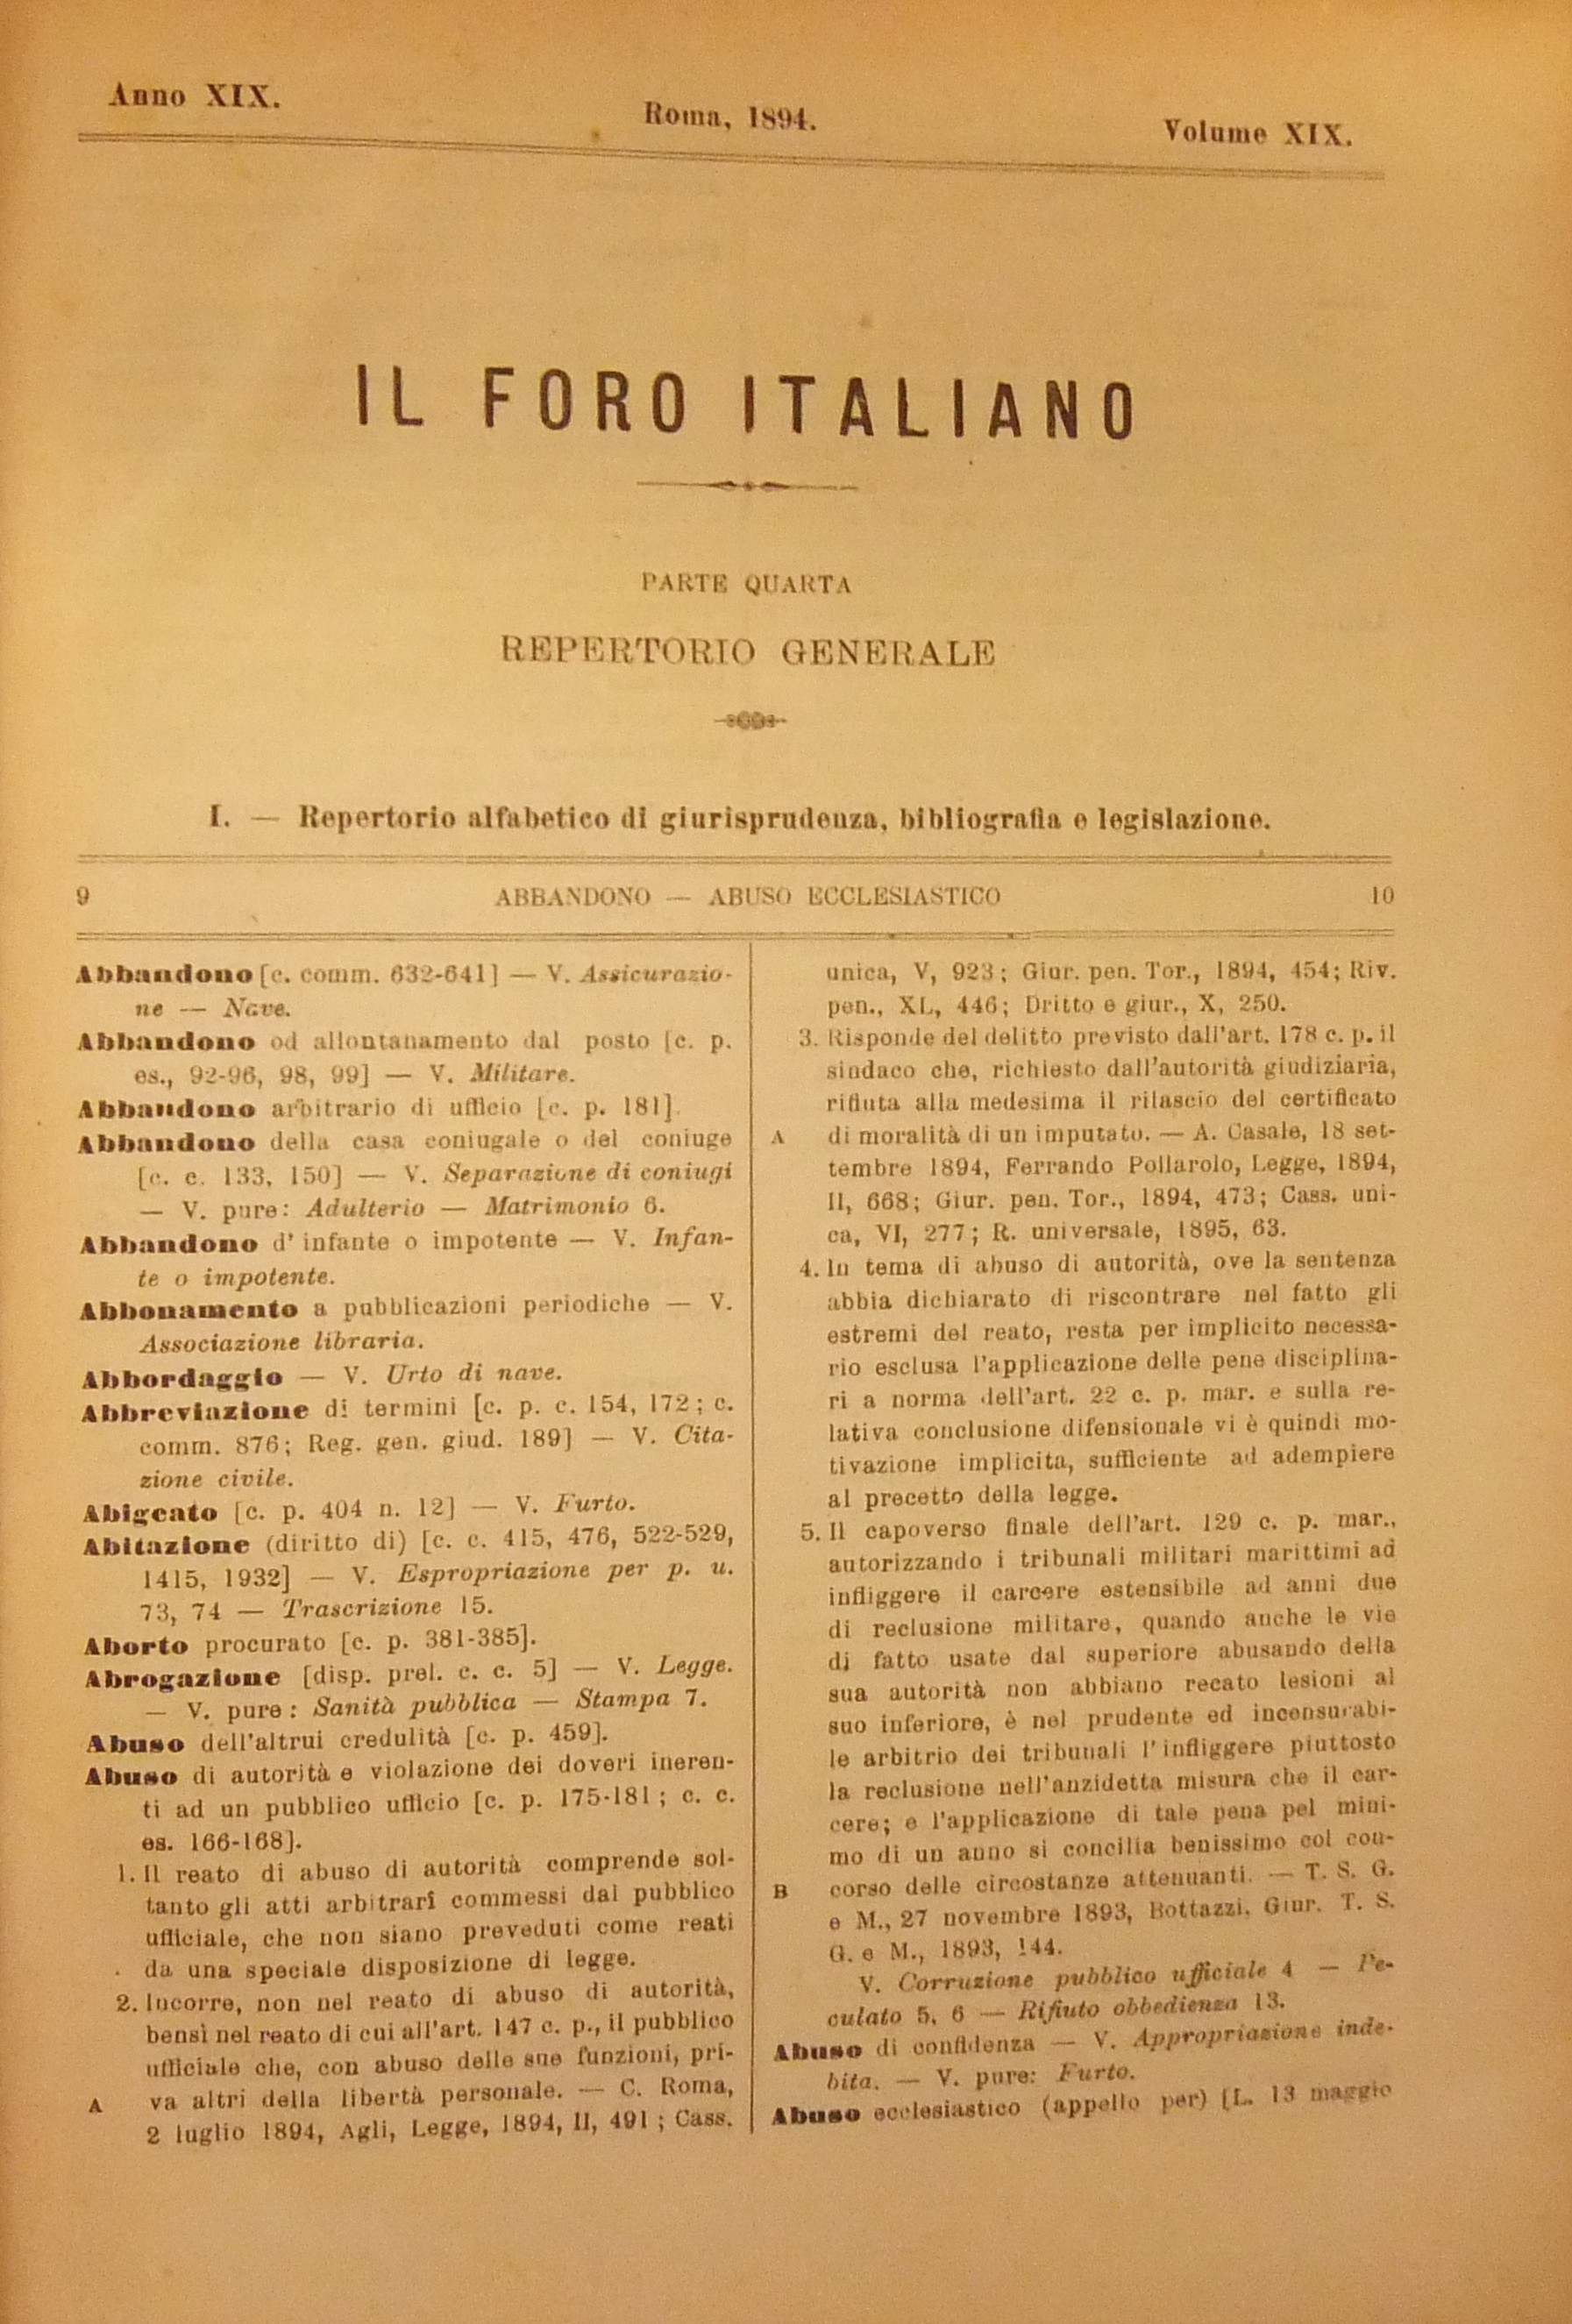 Anno XIX.
Roma, 1894.
Volume XIX.
IL FORO ITALIANO
PARTE QUARTA
REPERTORIO GENERALE
I. — Repertorio alfabetico di giurisprudenza, bibliografia e legislazione.
9
ABBANDONO — ABUSO ECCLESIASTICO
10
Abbandono [c. comm. 632-641] — V. Assicurazio-
ne — Nave.
Abbandono od allontanamento dal posto [c. p.
es., 92-96, 98, 99] — V. Militare.
Abbandono arbitrario di ufficio [c. p. 181].
Abbandono della casa coniugale o del coniuge
[c. c. 133, 150] — V. Separazione di coniugi
— V. pure: Adulterio — Matrimonio 6.
Abbandono d' infante o impotente — V. Infan-
te o impotente.
Abbonamento a pubblicazioni periodiche — V.
Associazione libraria.
Abbordaggio — V. Urto di nave.
Abbreviazione di termini [c. p. c. 154, 172; c.
comm. 876; Reg. gen. giud. 189] — V. Cita-
zione civile.
Abigeato [c. p. 404 n. 12] — V. Furto.
Abitazione (diritto di) [c. c. 415, 476, 522-529,
1415, 1932] — V. Espropriazione per p. u.
73, 74 — Trascrizione 15.
Aborto procurato [c. p. 381-385].
Abrogazione [disp. prel. c. c. 5] — V. Legge.
— V. pure: Sanità pubblica — Stampa 7.
Abuso dell'altrui credulità [c. p. 459].
Abuso di autorità e violazione dei doveri ineren-
ti ad un pubblico ufficio [c. p. 175-181; c. c.
es. 166-168].
1. Il reato di abuso di autorità comprende sol-
tanto gli atti arbitrarî commessi dal pubblico
ufficiale, che non siano preveduti come reati
da una speciale disposizione di legge.
2. Incorre, non nel reato di abuso di autorità,
bensì nel reato di cui all'art. 147 c. p., il pubblico
ufficiale che, con abuso delle sue funzioni, pri-
A va altri della libertà personale. — C. Roma,
2 luglio 1894, Agli, Legge, 1894, II, 491; Cass.
unica, V, 923; Giur. pen. Tor., 1894, 454; Riv.
pen., XL, 446; Dritto e giur., X, 250.
3. Risponde del delitto previsto dall'art. 178 c. p. il
sindaco che, richiesto dall'autorità giudiziaria,
rifiuta alla medesima il rilascio del certificato
A di moralità di un imputato. — A. Casale, 18 set-
tembre 1894, Ferrando Pollarolo, Legge, 1894,
II, 668; Giur. pen. Tor., 1894, 473; Cass. uni-
ca, VI, 277; R. universale, 1895, 63.
4. In tema di abuso di autorità, ove la sentenza
abbia dichiarato di riscontrare nel fatto gli
estremi del reato, resta per implicito necessa-
rio esclusa l'applicazione delle pene disciplina-
ri a norma dell'art. 22 c. p. mar. e sulla re-
lativa conclusione difensionale vi è quindi mo-
tivazione implicita, sufficiente ad adempiere
al precetto della legge.
5. Il capoverso finale dell'art. 129 c. p. mar.,
autorizzando i tribunali militari marittimi ad
infliggere il carcere estensibile ad anni due
di reclusione militare, quando anche le vie
di fatto usate dal superiore abusando della
sua autorità non abbiano recato lesioni al
suo inferiore, è nel prudente ed incensurabi-
le arbitrio dei tribunali l' infliggere piuttosto
la reclusione nell'anzidetta misura che il car-
cere; e l'applicazione di tale pena pel mini-
mo di un anno si concilia benissimo col con-
B corso delle circostanze attenuanti. — T. S. G.
e M., 27 novembre 1893, Bottazzi, Giur. T. S.
G. e M., 1893, 144.
V. Corruzione pubblico ufficiale 4 — Pe-
culato 5, 6 — Rifiuto obbedienza 13.
Abuso di confidenza — V. Appropriazione inde-
bita. — V. pure: Furto.
Abuso ecclesiastico (appello per) [L. 13 maggio